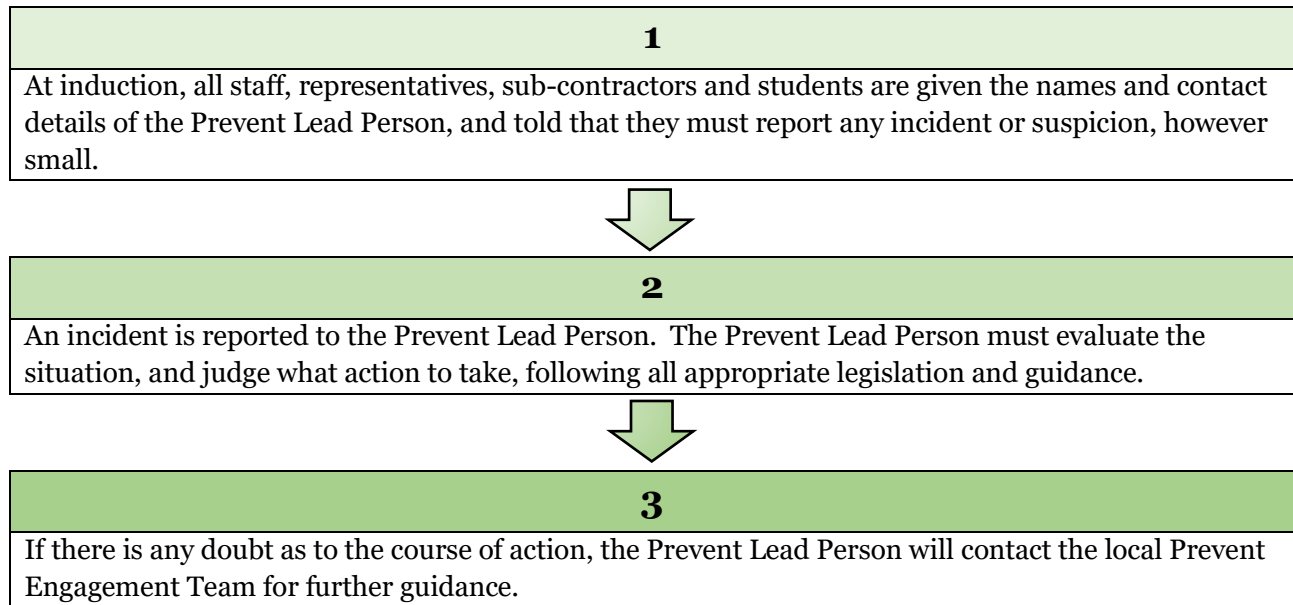 1
At induction, all staff, representatives, sub-contractors and students are given the names and contact
details of the Prevent Lead Person, and told that they must report any incident or suspicion, however
small.
2
An incident is reported to the Prevent Lead Person.  The Prevent Lead Person must evaluate the
situation, and judge what action to take, following all appropriate legislation and guidance.
3
If there is any doubt as to the course of action, the Prevent Lead Person will contact the local Prevent
Engagement Team for further guidance.